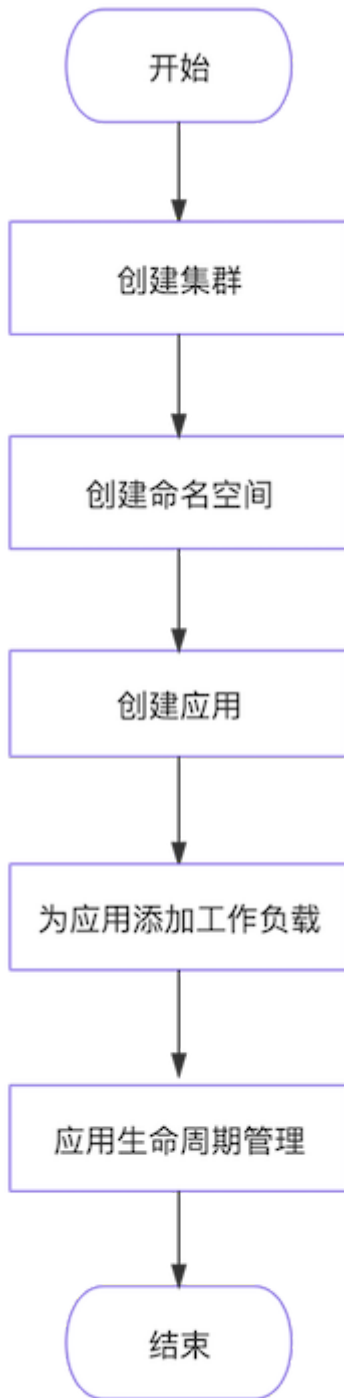 开始
创建集群
创建命名空间
创建应用
为应用添加工作负载
应用生命周期管理
结束